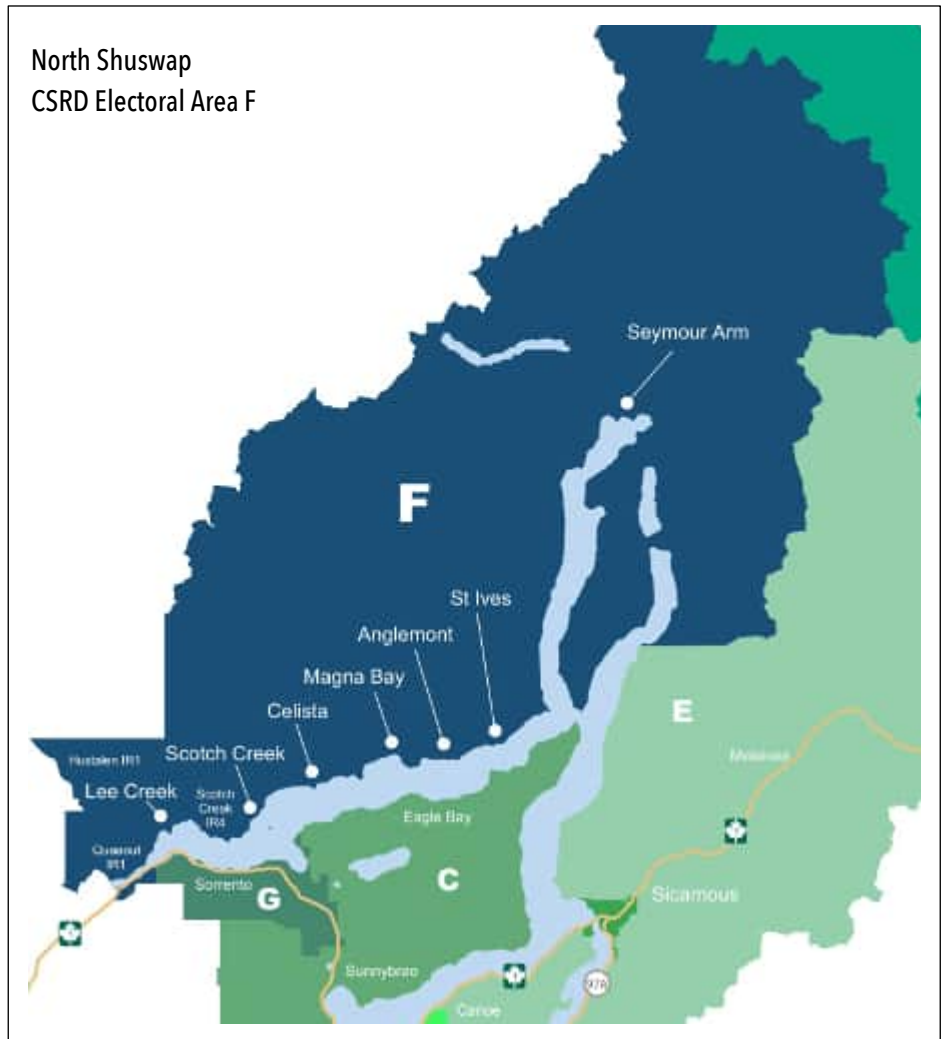 North Shuswap
CSRD Electoral Area F
Seymour Arm
F
St Ives
Anglemont
Magna Bay
Celista
E
Scotch Creek
Hustalen IR1
Lee Creek
Scotch
Creek
IR4
Eagle Bay
Quaaout
IR1
C
Sorrento
G
Sicamous
Sunnybrae
97A
Canoe